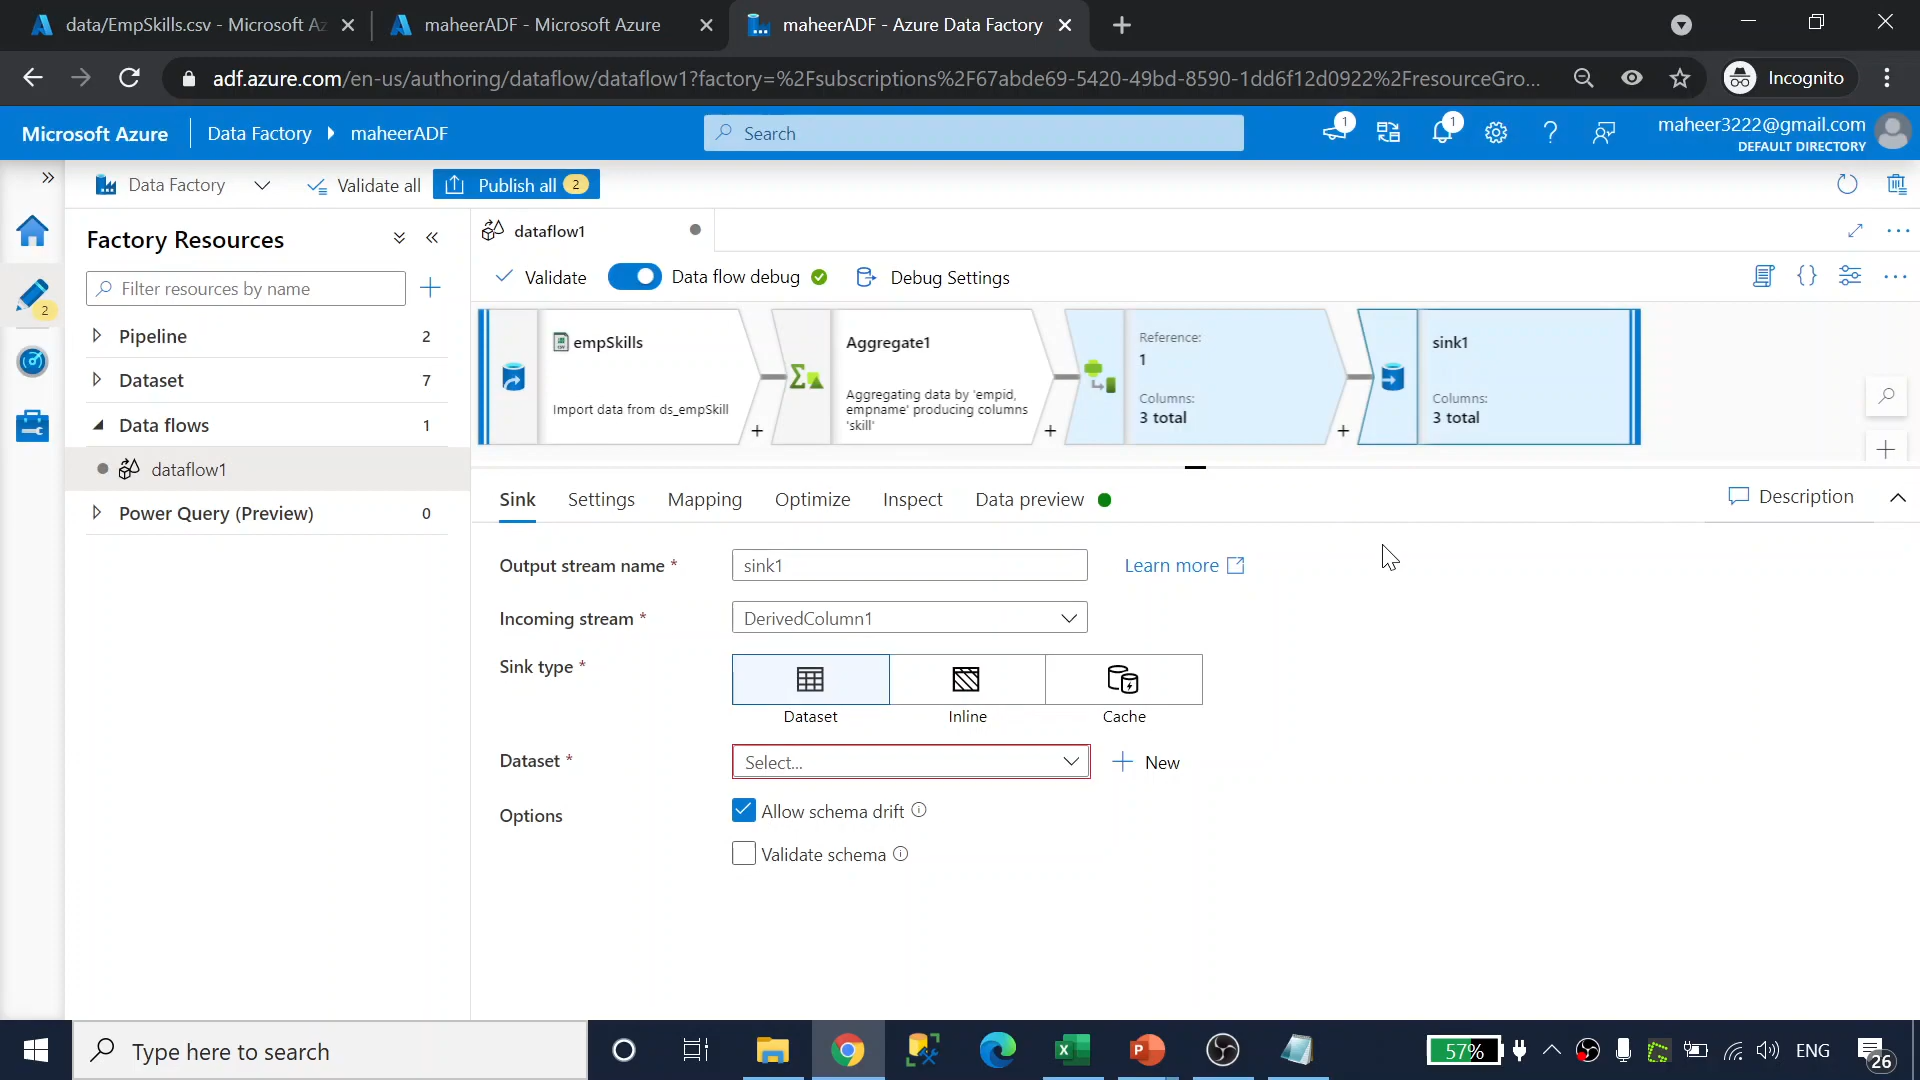 data/EmpSkills.csv - Microsoft Az
maheerADF - Microsoft Azure
maheerADF - Azure Data Factory
adf.azure.com/en-us/authoring/dataflow/dataflow1?factory=%2Fsubscriptions%2F67abde69-5420-49bd-8590-1dd6f12d0922%2FresourceGro...
Incognito
Microsoft Azure
Data Factory
maheerADF
Search
1
1
maheer3222@gmail.com
DEFAULT DIRECTORY
Data Factory
Validate all
Publish all 2
2
Factory Resources
Filter resources by name
Pipeline 2
Dataset 7
Data flows 1
dataflow1
Power Query (Preview) 0
dataflow1
Validate
Data flow debug
Debug Settings
empSkills
Import data from ds_empSkill
+
Aggregate1
Aggregating data by 'empid,
empname' producing columns
'skill'
+
Reference:
1
Columns:
3 total
+
sink1
Columns:
3 total
Sink
Settings
Mapping
Optimize
Inspect
Data preview
Description
Output stream name *
sink1
Learn more
Incoming stream *
DerivedColumn1
Sink type *
Dataset
Inline
Cache
Dataset *
Select...
New
Options
Allow schema drift
Validate schema
Type here to search
57%
ENG
26